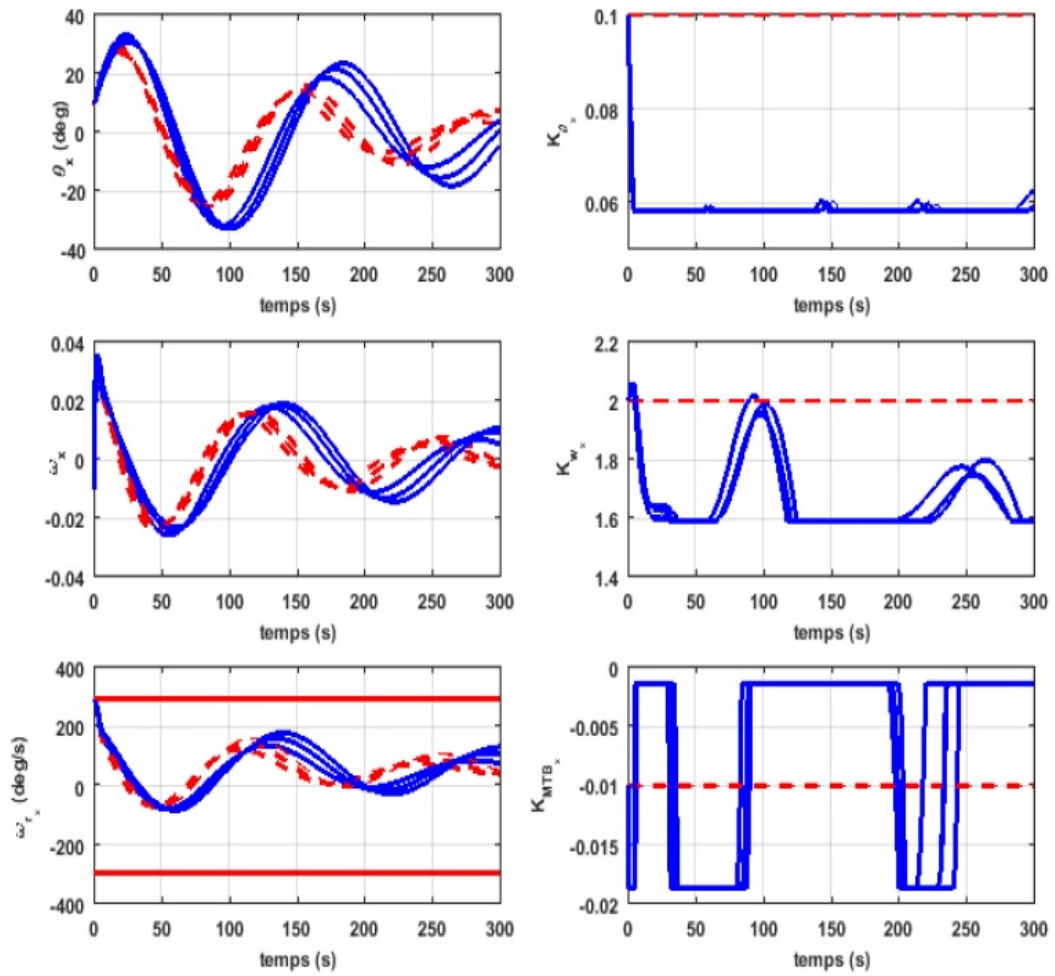 40
20
0
-20
-40
θx (deg)
0 50 100 150 200 250 300
temps (s)
0.1
0.08
0.06
Kθx
0 50 100 150 200 250 300
temps (s)
0.04
0.02
0
-0.02
-0.04
ωx
0 50 100 150 200 250 300
temps (s)
2.2
2
1.8
1.6
1.4
Kwx
0 50 100 150 200 250 300
temps (s)
400
200
0
-200
-400
ωrx (deg/s)
0 50 100 150 200 250 300
temps (s)
0
-0.005
-0.01
-0.015
-0.02
KMTBx
0 50 100 150 200 250 300
temps (s)